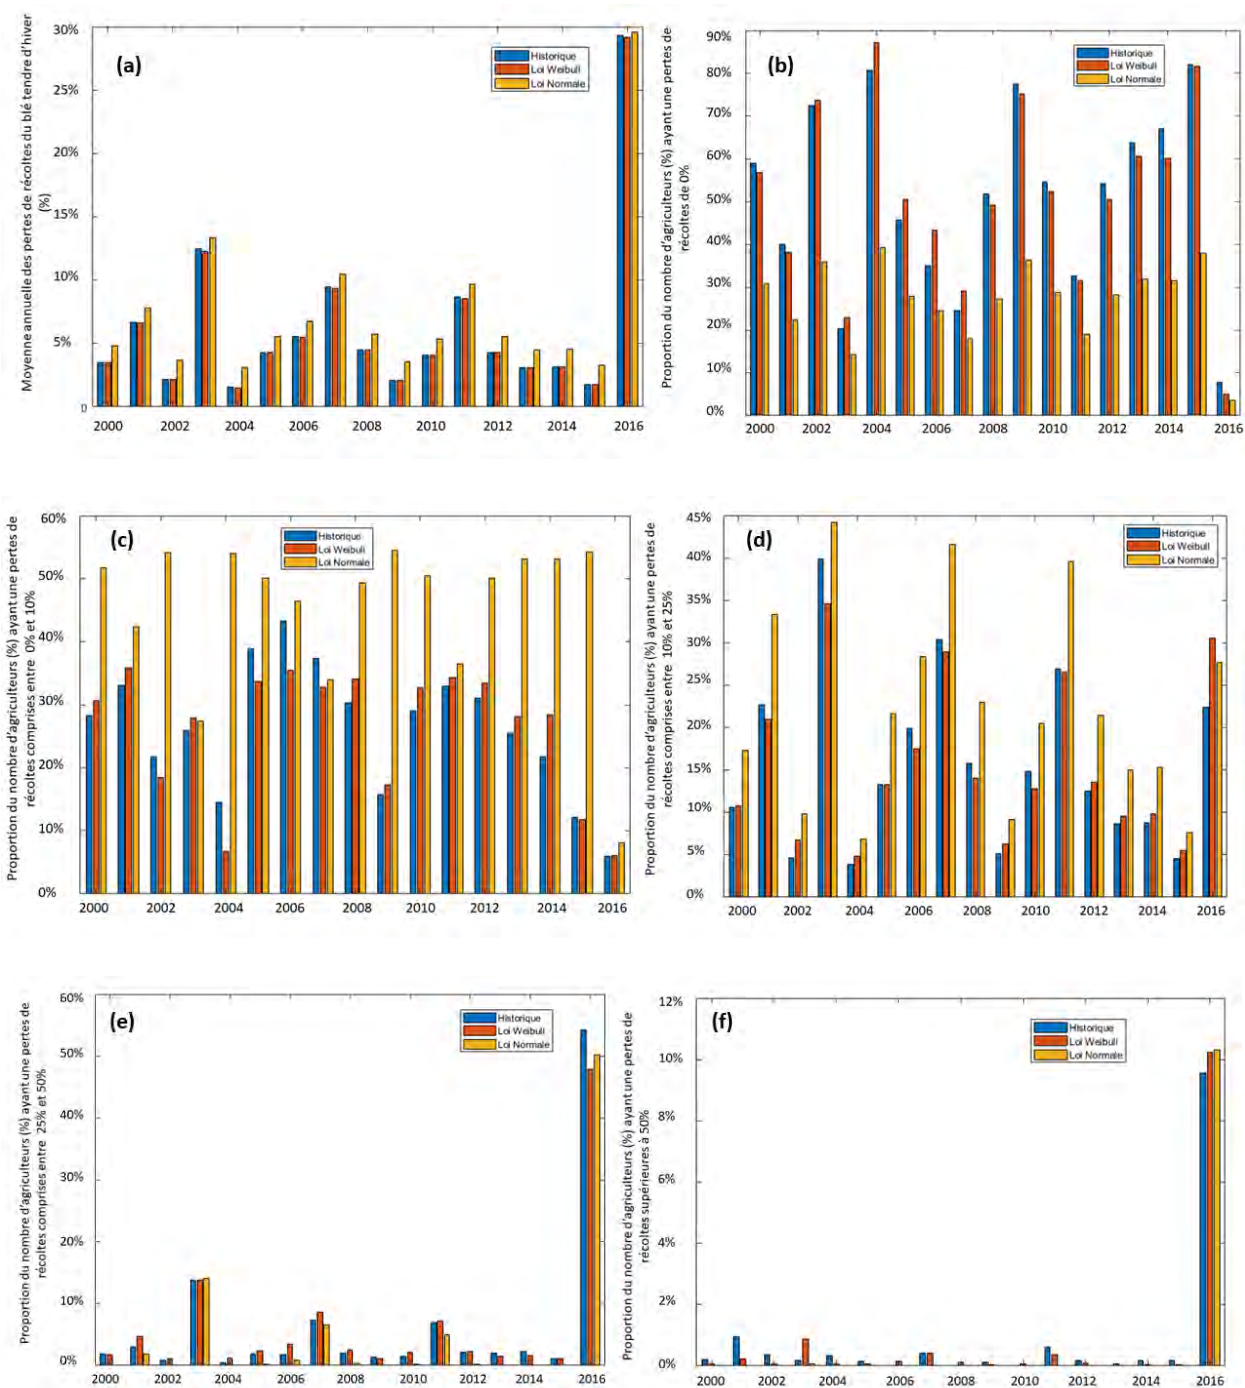 Moyenne annuelle des pertes de récoltes du blé tendre d'hiver
(%)
30%
25%
20%
15%
10%
5%
0
(a)
Historique
Loi Weibull
Loi Normale
2000 2002 2004 2006 2008 2010 2012 2014 2016
Proportion du nombre d'agriculteurs (%) ayant une pertes de
récoltes de 0%
90%
80%
70%
60%
50%
40%
30%
20%
10%
0%
(b)
Historique
Loi Weibull
Loi Normale
2000 2002 2004 2006 2008 2010 2012 2014 2016
Proportion du nombre d'agriculteurs (%) ayant une pertes de
récoltes comprises entre 0% et 10%
60%
50%
40%
30%
20%
10%
0%
(c)
Historique
Loi Weibull
Loi Normale
2000 2002 2004 2006 2008 2010 2012 2014 2016
Proportion du nombre d'agriculteurs (%) ayant une pertes de
récoltes comprises entre 10% et 25%
45%
40%
35%
30%
25%
20%
15%
10%
5%
0%
(d)
Historique
Loi Weibull
Loi Normale
2000 2002 2004 2006 2008 2010 2012 2014 2016
Proportion du nombre d'agriculteurs (%) ayant une pertes de
récoltes comprises entre 25% et 50%
60%
50%
40%
30%
20%
10%
0%
(e)
Historique
Loi Weibull
Loi Normale
2000 2002 2004 2006 2008 2010 2012 2014 2016
Proportion du nombre d'agriculteurs (%) ayant une pertes de
récoltes supérieures à 50%
12%
10%
8%
6%
4%
2%
0%
(f)
Historique
Loi Weibull
Loi Normale
2000 2002 2004 2006 2008 2010 2012 2014 2016